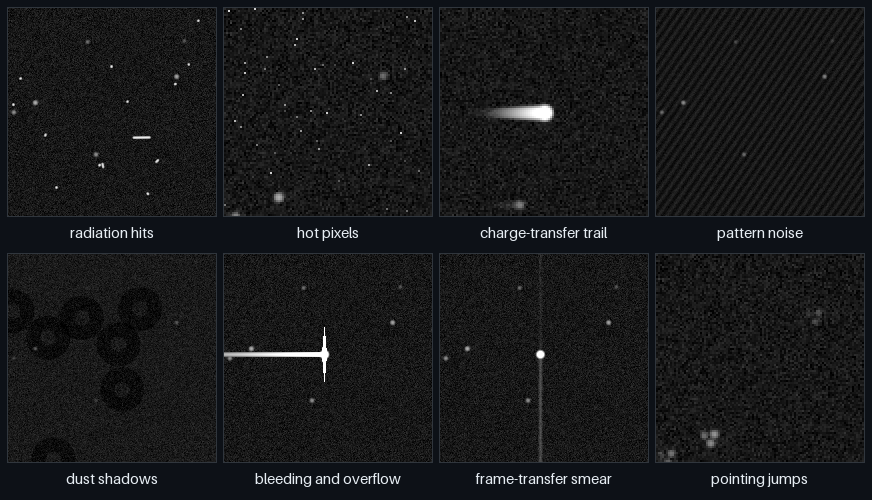 radiation hits
hot pixels
charge-transfer trail
pattern noise
dust shadows
bleeding and overflow
frame-transfer smear
pointing jumps